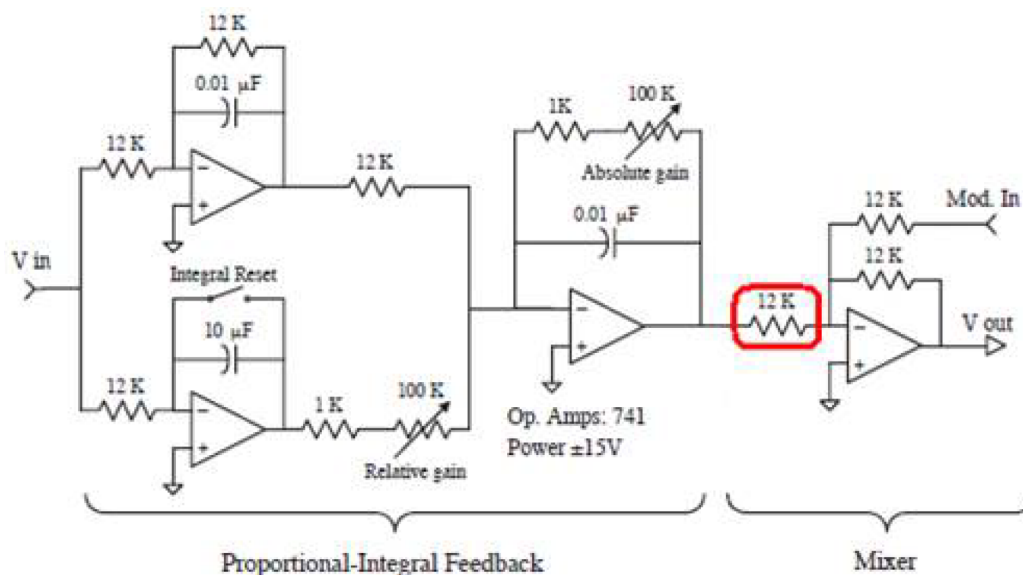 12 K
0.01 µF
12 K
−
+
12 K
1K
100 K
Absolute gain
0.01 µF
12 K
Mod. In
12 K
V in
Integral Reset
10 µF
12 K
−
+
1 K
100 K
Relative gain
−
+
12 K
−
+
V out
Op. Amps: 741
Power ±15V
Proportional-Integral Feedback
Mixer